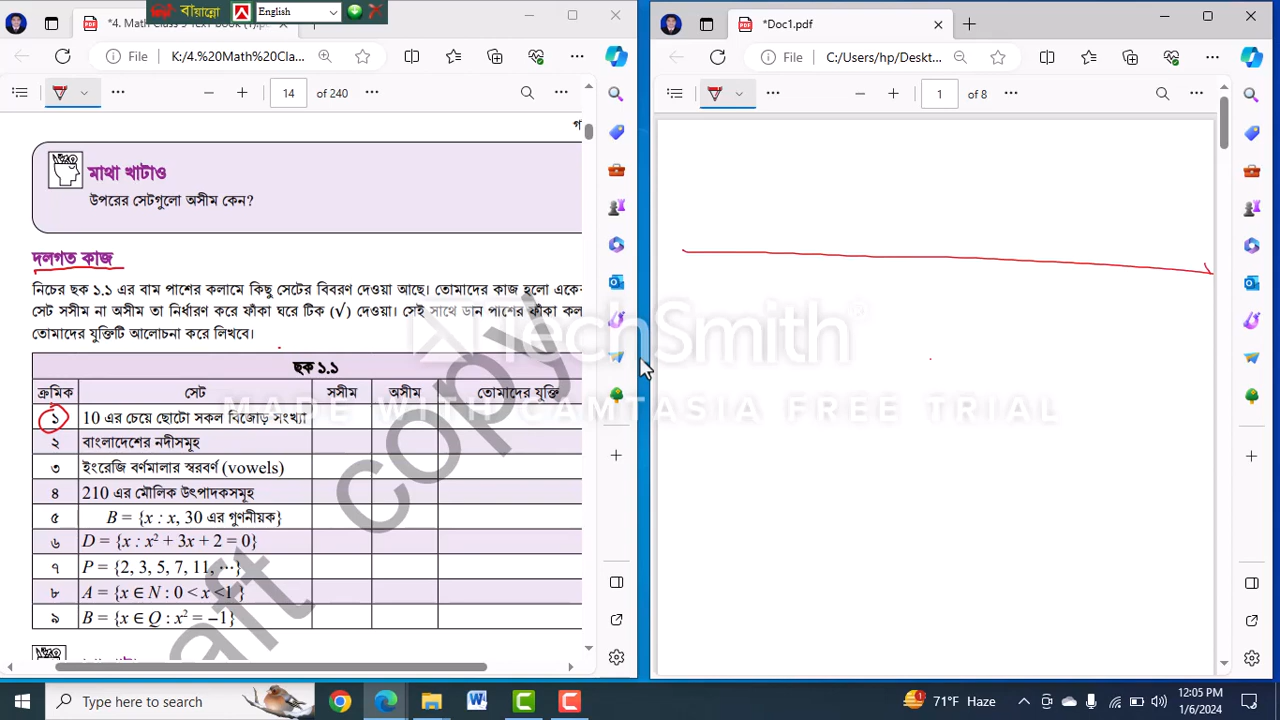 বায়ান্নো English
*4. Math Class 9 Text Book (1).pdf
File K:/4.%20Math%20Cla...
14 of 240
মাথা খাটাও
উপরের সেটগুলো অসীম কেন?
দলগত কাজ
নিচের ছক ১.১ এর বাম পাশের কলামে কিছু সেটের বিবরণ দেওয়া আছে। তোমাদের কাজ হলো একে
সেট সসীম না অসীম তা নির্ধারণ করে ফাঁকা ঘরে টিক (√) দেওয়া। সেই সাথে ডান পাশের ফাঁকা কল
তোমাদের যুক্তিটি আলোচনা করে লিখবে।
ছক ১.১
ক্রমিক সেট সসীম অসীম তোমাদের যুক্তি
১ 10 এর চেয়ে ছোটো সকল বিজোড় সংখ্যা
২ বাংলাদেশের নদীসমূহ
৩ ইংরেজি বর্ণমালার স্বরবর্ণ (vowels)
৪ 210 এর মৌলিক উৎপাদকসমূহ
৫ B = {x : x, 30 এর গুণনীয়ক}
৬ D = {x : x² + 3x + 2 = 0}
৭ P = {2, 3, 5, 7, 11, ···}
৮ A = {x ∈ N : 0 < x <1 }
৯ B = {x ∈ Q : x² = –1}
raft copy
*Doc1.pdf
File C:/Users/hp/Deskt...
1 of 8
TechSmith
MADE WITH CAMTASIA FREE TRIAL
Type here to search
71°F Haze
12:05 PM
1/6/2024